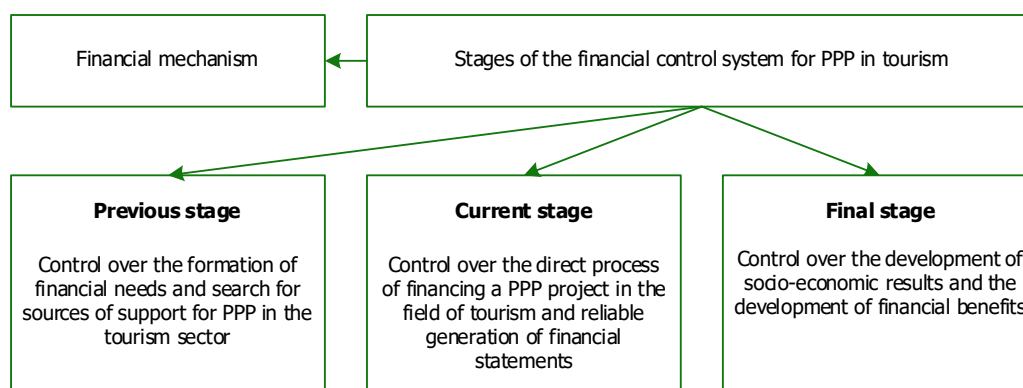 Financial mechanism
Stages of the financial control system for PPP in tourism
Previous stage
Control over the formation of
financial needs and search for
sources of support for PPP in the
tourism sector
Current stage
Control over the direct process
of financing a PPP project in the
field of tourism and reliable
generation of financial
statements
Final stage
Control over the development of
socio-economic results and the
development of financial benefits